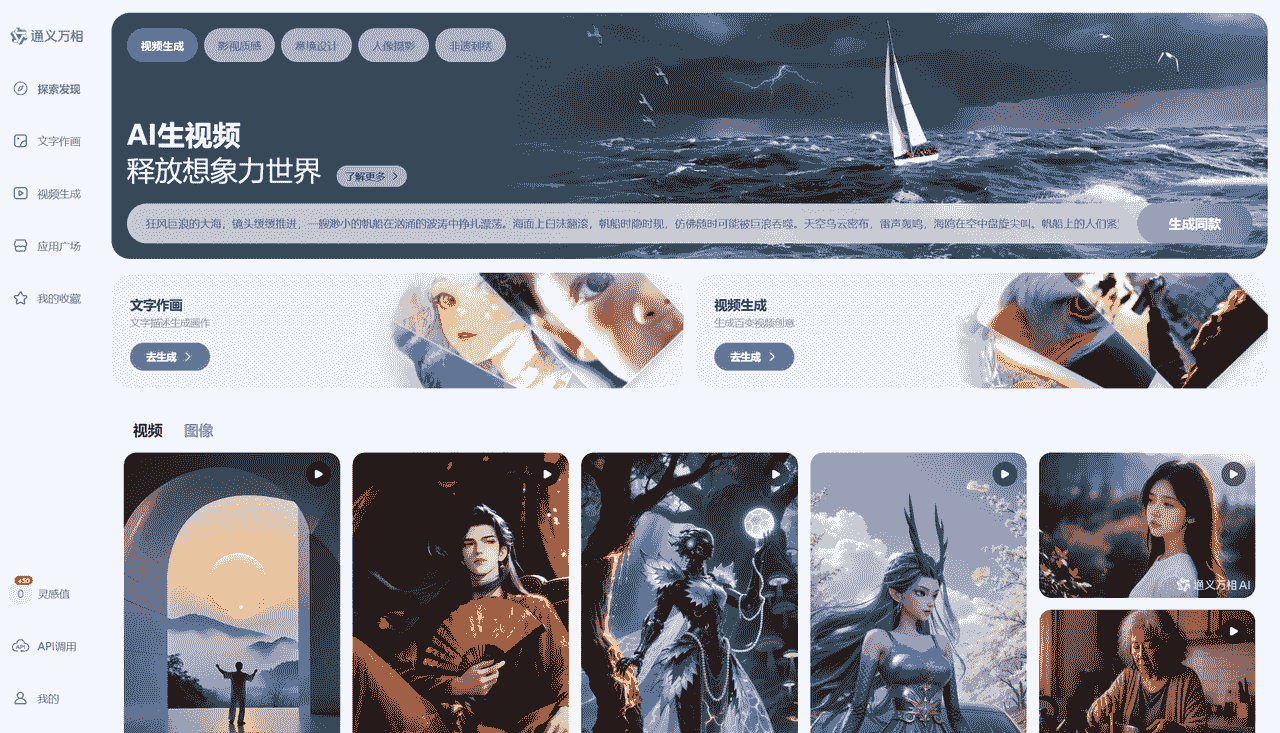 通义万相
探索发现
文字作画
视频生成
应用广场
我的收藏
+50
0 灵感值
API调用
我的
视频生成 影视质感 意境设计 人像摄影 非遗刺绣
AI生视频
释放想象力世界 了解更多
狂风巨浪的大海，镜头缓缓推进，一艘渺小的帆船在汹涌的波涛中挣扎漂荡。海面上白沫翻滚，帆船时隐时现，仿佛随时可能被巨浪吞噬。天空乌云密布，雷声轰鸣，海鸥在空中盘旋尖叫。帆船上的人们紧
生成同款
文字作画
文字描述生成画作
去生成
视频生成
生成百变视频创意
去生成
视频 图像
通义万相 AI